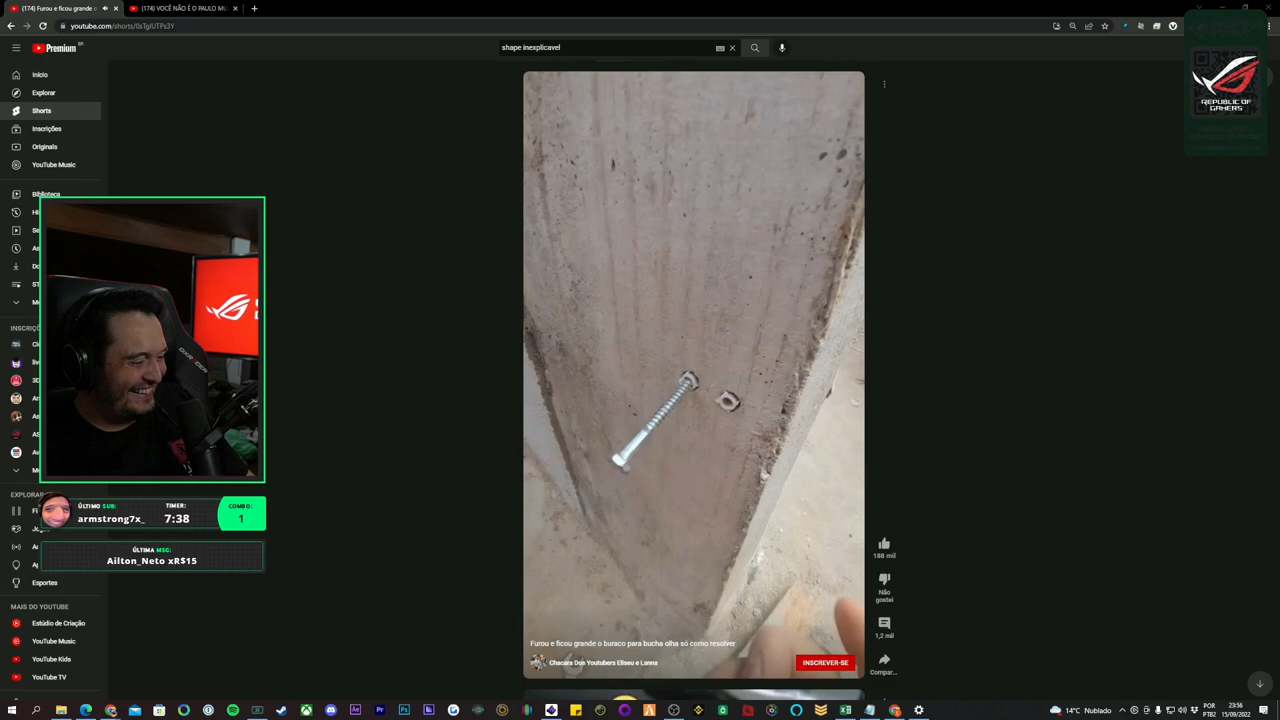 (174) Furou e ficou grande o
(174) VOCÊ NÃO É O PAULO MU
youtube.com/shorts/0sTglUTPs3Y
Premium
BR
shape inexplicavel
Início
Explorar
Shorts
Inscrições
Originals
YouTube Music
Biblioteca
REPUBLIC OF
GAMERS
ÚLTIMO SUB:
armstrong7x_
TIMER:
7:38
COMBO:
1
ÚLTIMA MSG:
Ailton_Neto xR$15
Esportes
MAIS DO YOUTUBE
Estúdio de Criação
YouTube Music
YouTube Kids
YouTube TV
188 mil
Não
gostei
1,2 mil
Compar...
Furou e ficou grande o buraco para bucha olha só como resolver
Chacara Dos Youtubers Eliseu e Lanna
INSCREVER-SE
14°C Nublado
POR
PTB2
23:56
15/09/2022